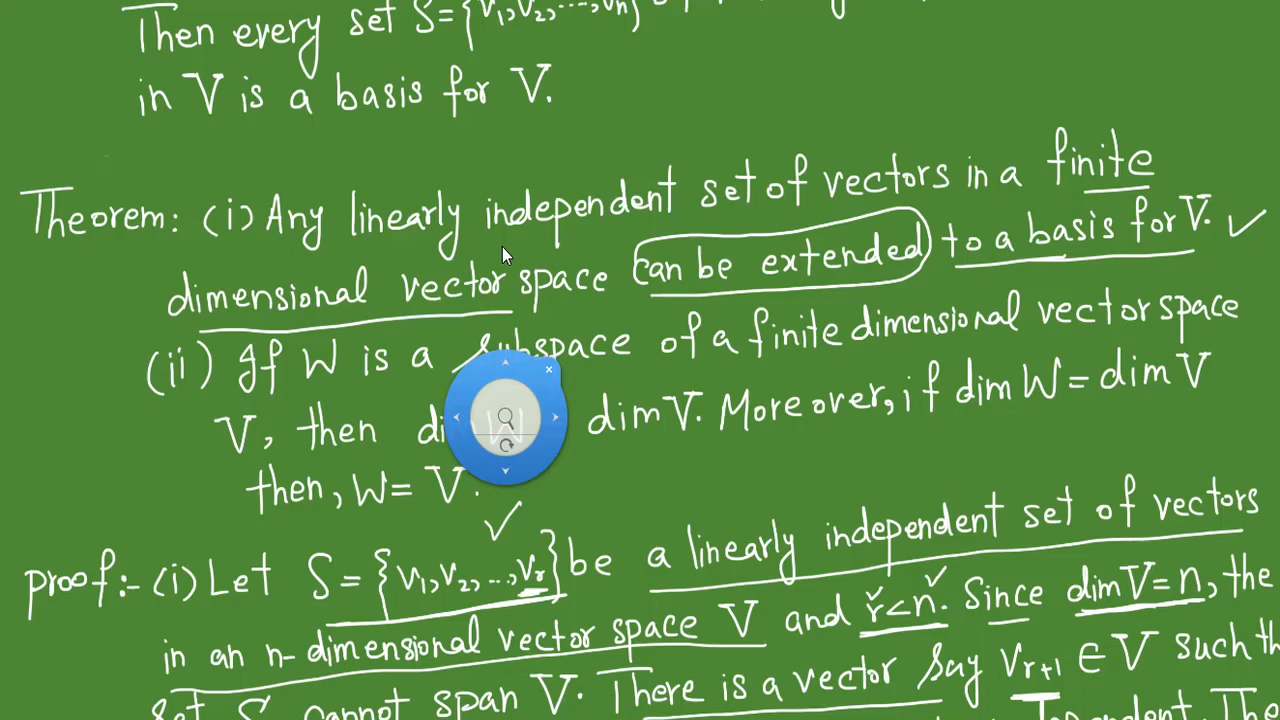 Then every set S={v1,v2,....,vn}
in V is a basis for V.
Theorem: (i) Any linearly independent set of vectors in a finite
dimensional vector space can be extended to a basis for V. ✓
(ii) If W is a subspace of a finite dimensional vector space
V, then dim V. Moreover, if dim W = dim V
then, W= V.
Proof:- (i) Let S = {v1,v2,...,vr} be a linearly independent set of vectors
in an n-dimensional vector space V and r<n. Since dim V=n, the
set S cannot span V. There is a vector say vr+1 ∈ V such th